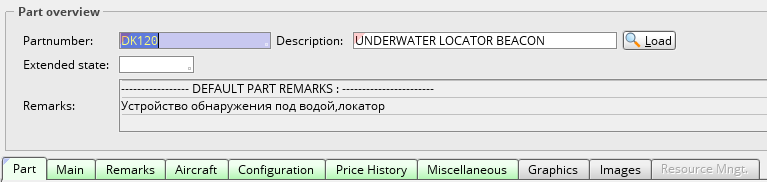 Part overview
Partnumber: DK120 Description: UNDERWATER LOCATOR BEACON Load
Extended state:
----------------- DEFAULT PART REMARKS : -----------------------
Remarks: Устройство обнаружения под водой,локатор
Part Main Remarks Aircraft Configuration Price History Miscellaneous Graphics Images Resource Mngt.